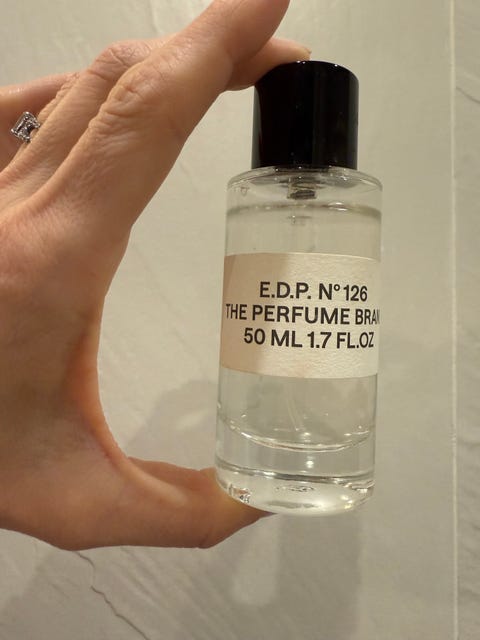 E.D.P. N° 126
THE PERFUME BRAN
50 ML 1.7 FL.OZ